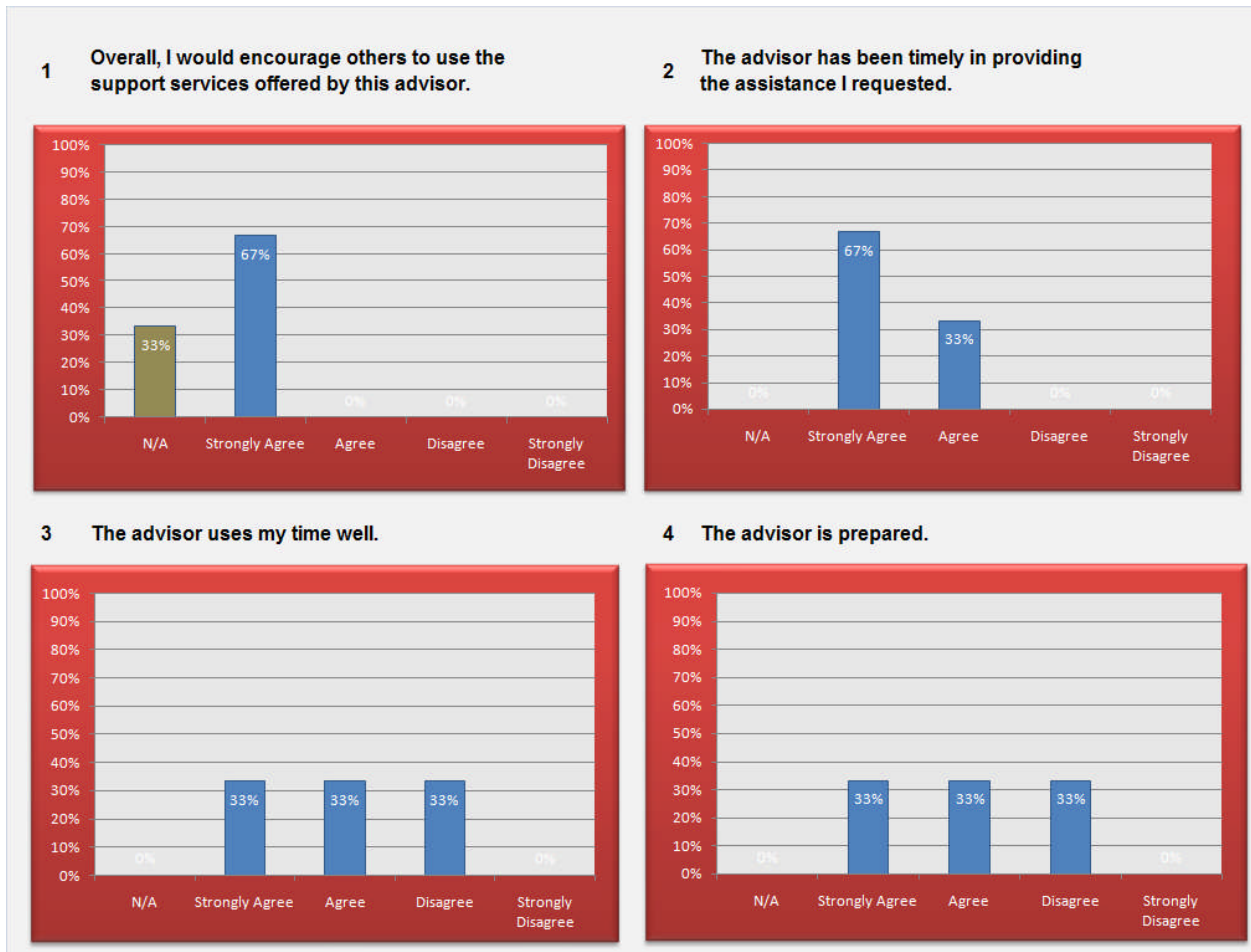 1
Overall, I would encourage others to use the
support services offered by this advisor.
100%
90%
80%
70%
60%
50%
40%
30%
20%
10%
0%
33%
67%
0%
0%
0%
N/A
Strongly Agree
Agree
Disagree
Strongly
Disagree
2
The advisor has been timely in providing
the assistance I requested.
100%
90%
80%
70%
60%
50%
40%
30%
20%
10%
0%
0%
67%
33%
0%
0%
N/A
Strongly Agree
Agree
Disagree
Strongly
Disagree
3
The advisor uses my time well.
100%
90%
80%
70%
60%
50%
40%
30%
20%
10%
0%
0%
33%
33%
33%
0%
N/A
Strongly Agree
Agree
Disagree
Strongly
Disagree
4
The advisor is prepared.
100%
90%
80%
70%
60%
50%
40%
30%
20%
10%
0%
0%
33%
33%
33%
0%
N/A
Strongly Agree
Agree
Disagree
Strongly
Disagree